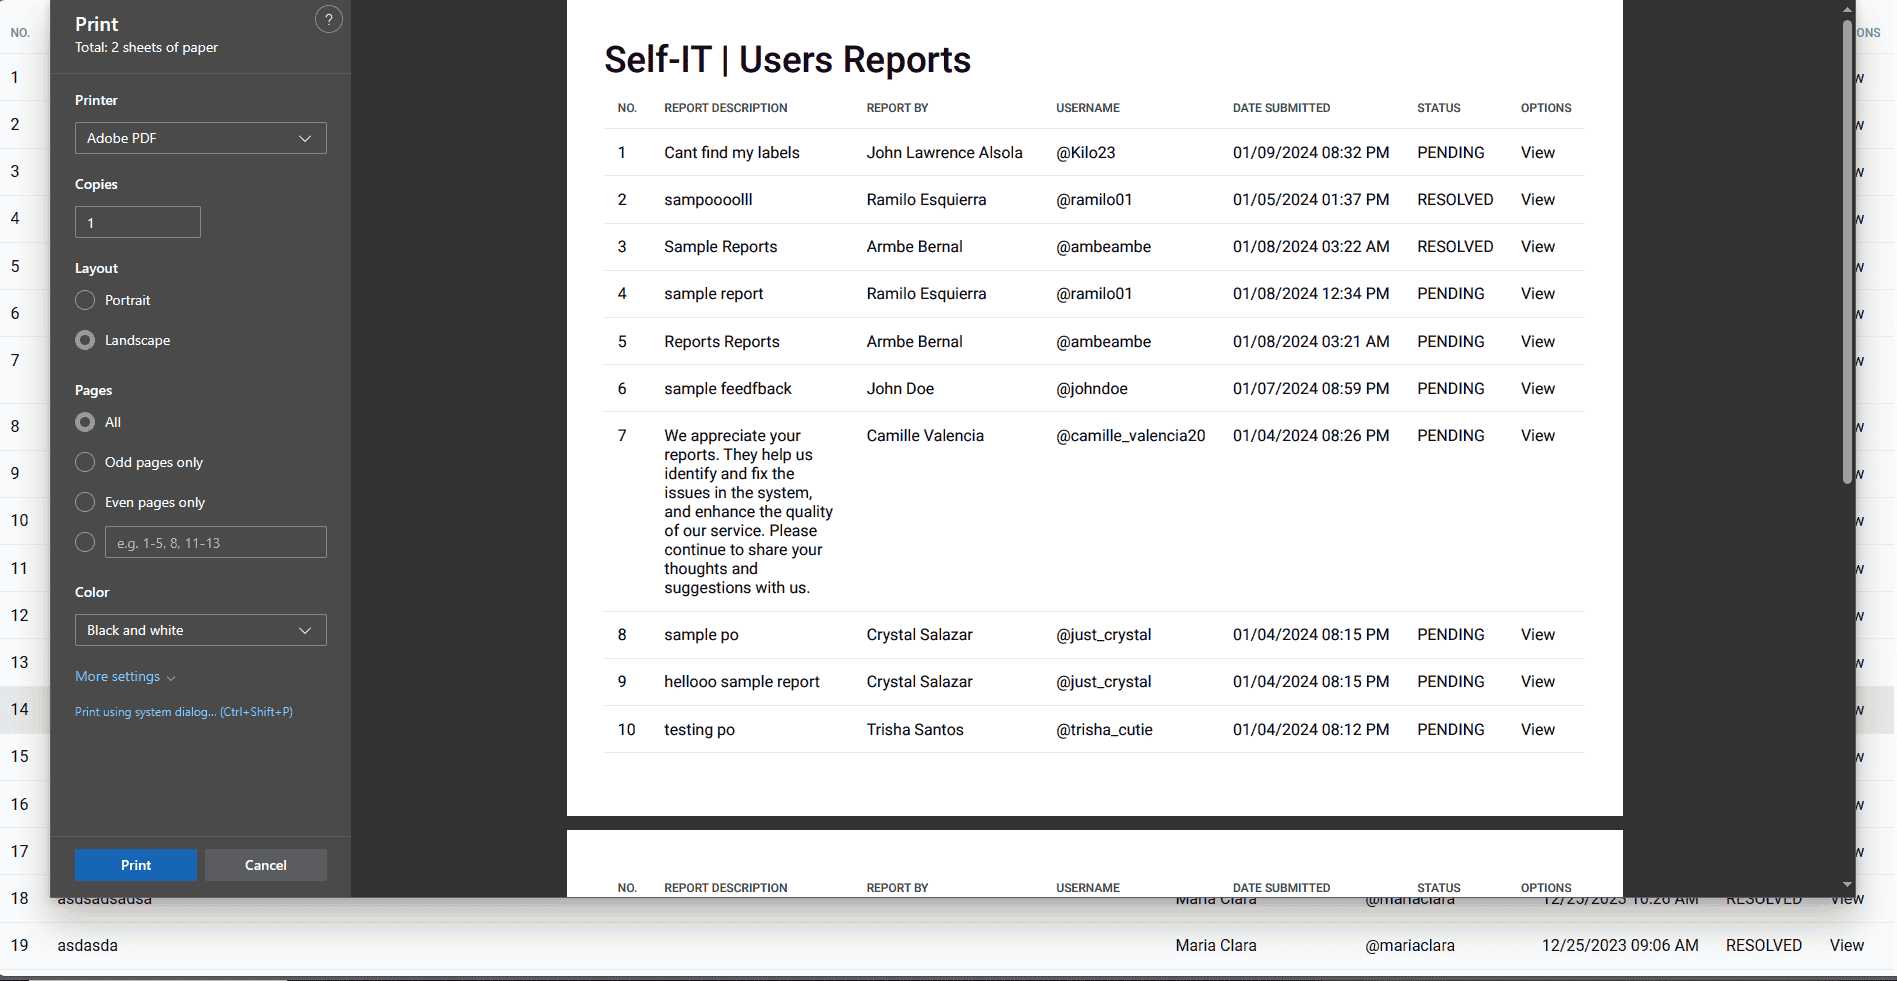 Print
Total: 2 sheets of paper
?
Printer
Adobe PDF
Copies
1
Layout
Portrait
Landscape
Pages
All
Odd pages only
Even pages only
e.g. 1-5, 8, 11-13
Color
Black and white
More settings
Print using system dialog... (Ctrl+Shift+P)
Print Cancel
Self-IT | Users Reports
NO. REPORT DESCRIPTION REPORT BY USERNAME DATE SUBMITTED STATUS OPTIONS
1 Cant find my labels John Lawrence Alsola @Kilo23 01/09/2024 08:32 PM PENDING View
2 sampoooolll Ramilo Esquierra @ramilo01 01/05/2024 01:37 PM RESOLVED View
3 Sample Reports Armbe Bernal @ambeambe 01/08/2024 03:22 AM RESOLVED View
4 sample report Ramilo Esquierra @ramilo01 01/08/2024 12:34 PM PENDING View
5 Reports Reports Armbe Bernal @ambeambe 01/08/2024 03:21 AM PENDING View
6 sample feedfback John Doe @johndoe 01/07/2024 08:59 PM PENDING View
7 We appreciate your Camille Valencia @camille_valencia20 01/04/2024 08:26 PM PENDING View
reports. They help us
identify and fix the
issues in the system,
and enhance the quality
of our service. Please
continue to share your
thoughts and
suggestions with us.
8 sample po Crystal Salazar @just_crystal 01/04/2024 08:15 PM PENDING View
9 hellooo sample report Crystal Salazar @just_crystal 01/04/2024 08:15 PM PENDING View
10 testing po Trisha Santos @trisha_cutie 01/04/2024 08:12 PM PENDING View
NO. REPORT DESCRIPTION REPORT BY USERNAME DATE SUBMITTED STATUS OPTIONS
NO. ONS
1 w
2 w
3 w
4 w
5 w
6 w
7 w
8 w
9 w
10 w
11 w
12 w
13 w
14 w
15 w
16 w
17 w
18 asdsadsadsa Maria Clara @mariaclara 12/25/2023 10:26 AM RESOLVED View
19 asdasda Maria Clara @mariaclara 12/25/2023 09:06 AM RESOLVED View